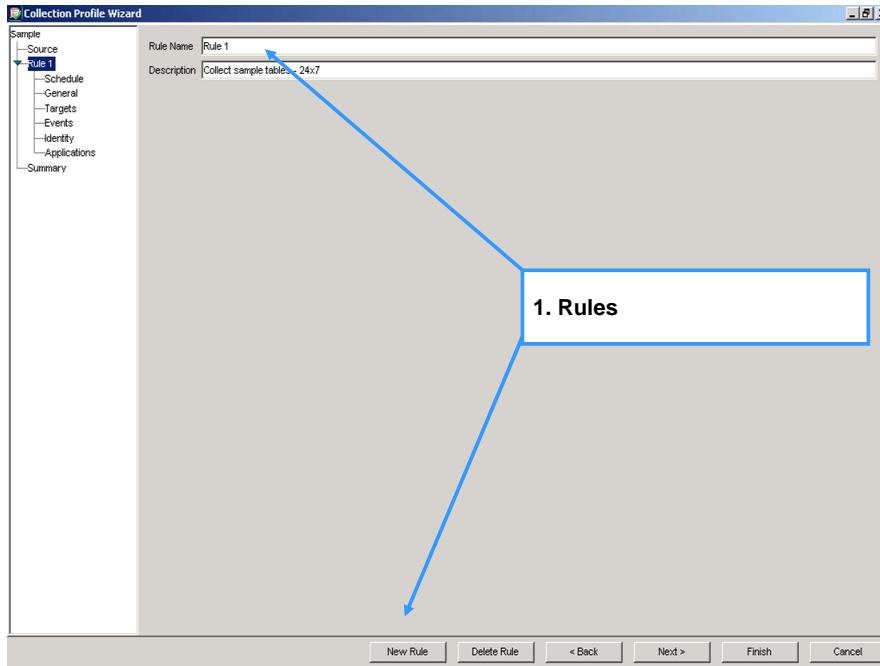 Collection Profile Wizard
Sample
Source
Rule 1
Schedule
General
Targets
Events
Identity
Applications
Summary
Rule Name Rule 1
Description Collect sample tables - 24x7
1. Rules
New Rule Delete Rule < Back Next > Finish Cancel